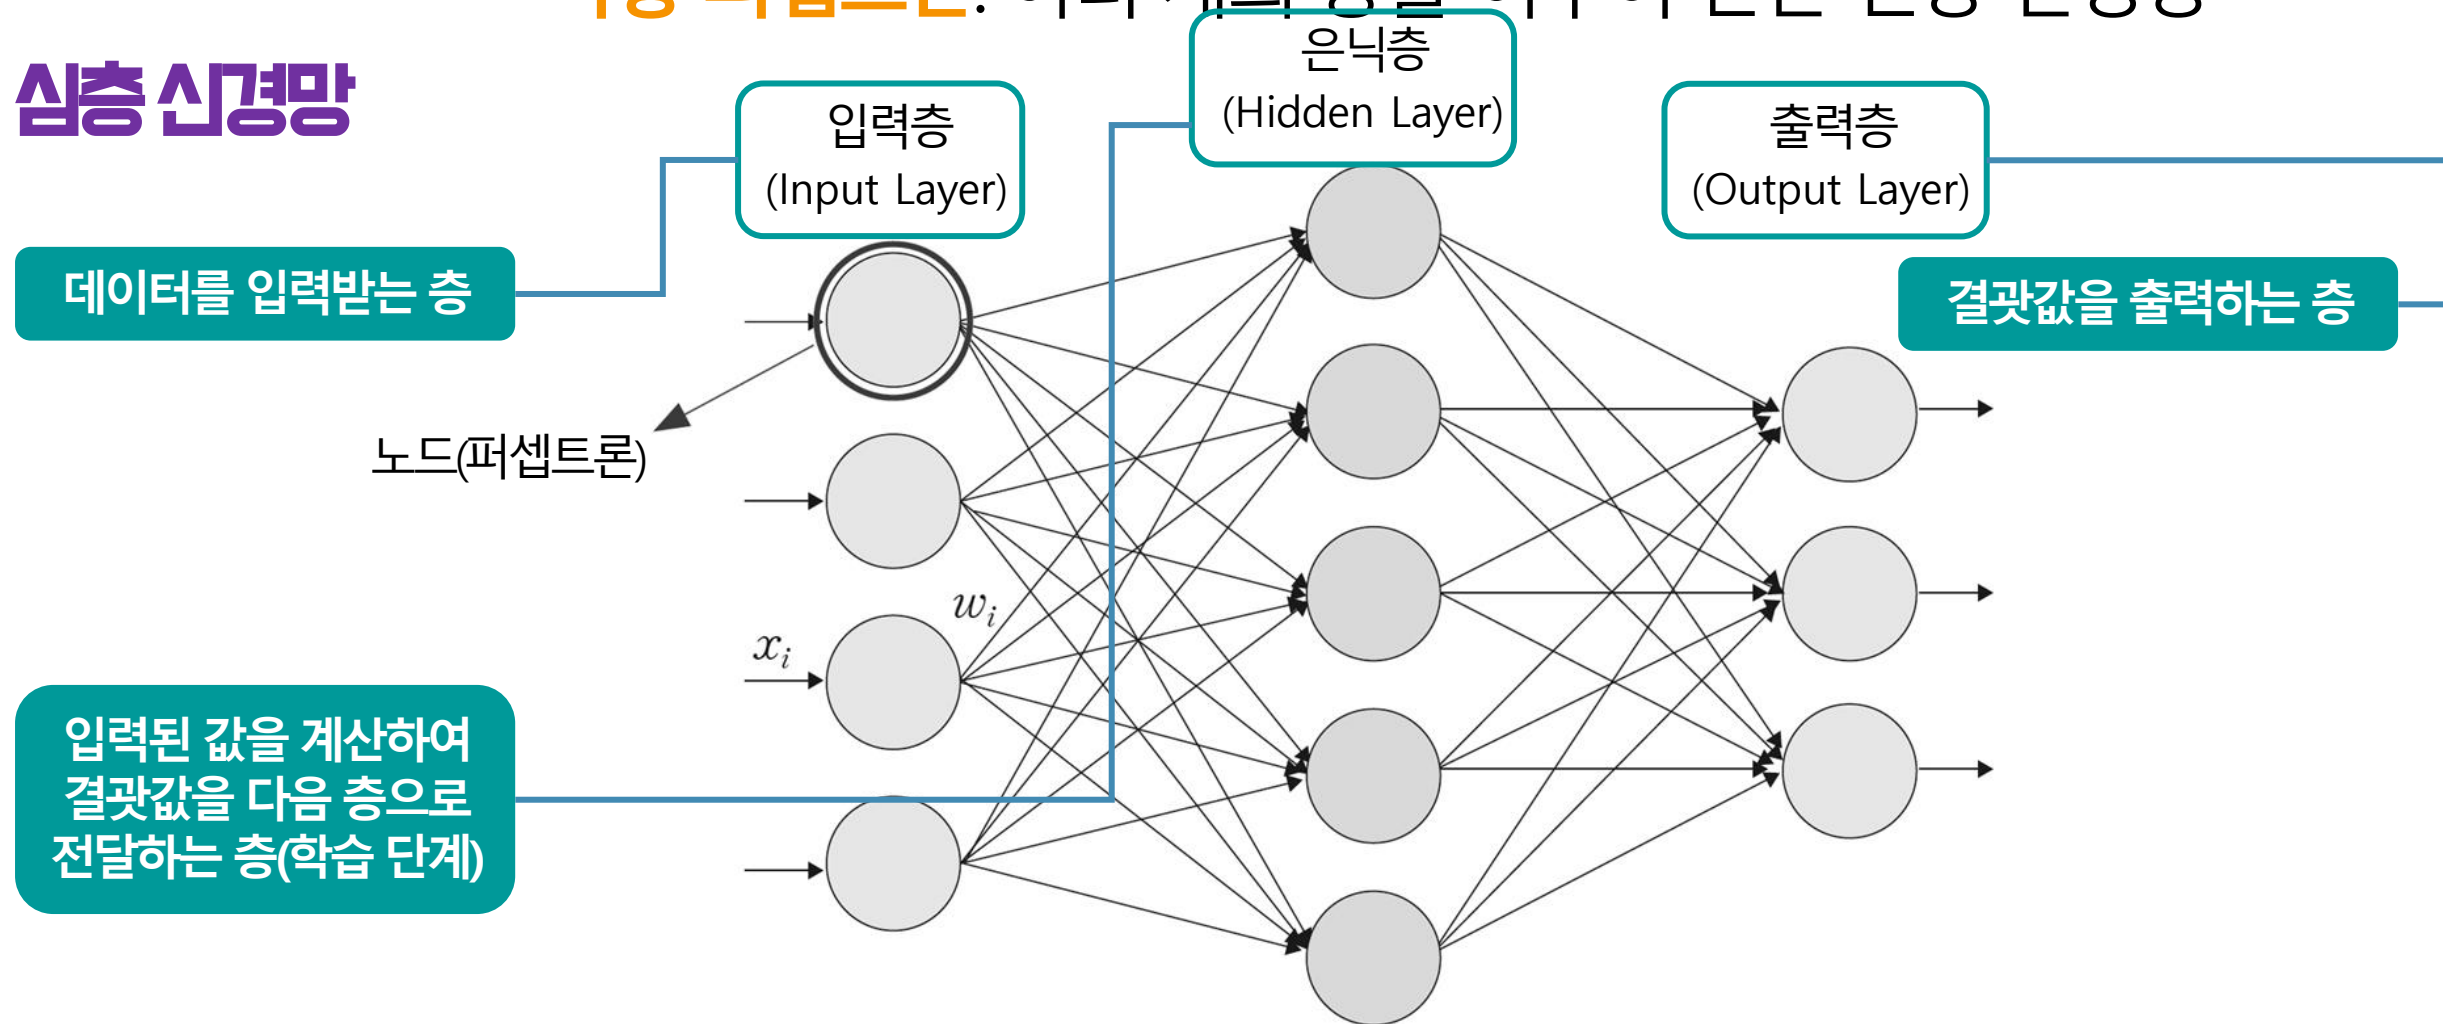 심층 신경망
은닉층
(Hidden Layer)
입력층
(Input Layer)
출력층
(Output Layer)
데이터를 입력받는 층
결괏값을 출력하는 층
노드(퍼셉트론)
w_i
x_i
입력된 값을 계산하여
결괏값을 다음 층으로
전달하는 층(학습 단계)